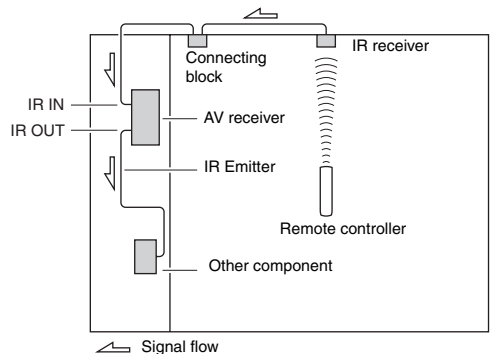 IR receiver
Connecting
block
IR IN
AV receiver
IR OUT
IR Emitter
Remote controller
Other component
Signal flow